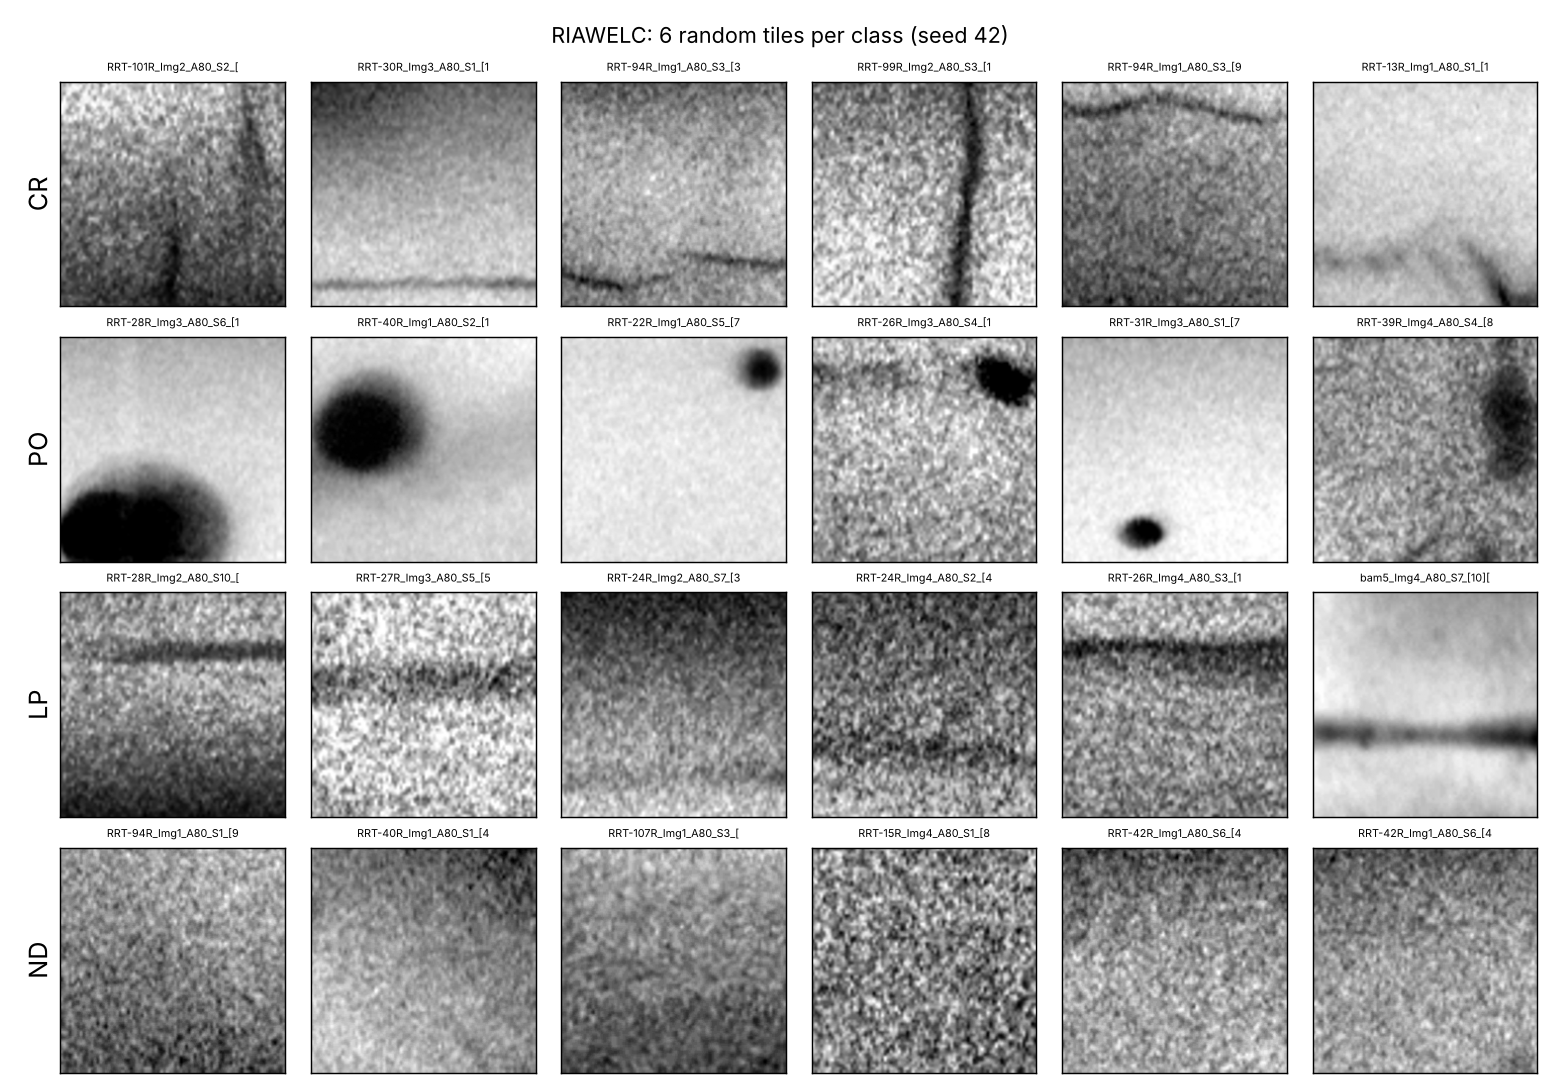 RIAWELC: 6 random tiles per class (seed 42)
RRT-101R_Img2_A80_S2_[ RRT-30R_Img3_A80_S1_[1 RRT-94R_Img1_A80_S3_[3 RRT-99R_Img2_A80_S3_[1 RRT-94R_Img1_A80_S3_[9 RRT-13R_Img1_A80_S1_[1
CR
RRT-28R_Img3_A80_S6_[1 RRT-40R_Img1_A80_S2_[1 RRT-22R_Img1_A80_S5_[7 RRT-26R_Img3_A80_S4_[1 RRT-31R_Img3_A80_S1_[7 RRT-39R_Img4_A80_S4_[8
PO
RRT-28R_Img2_A80_S10_[ RRT-27R_Img3_A80_S5_[5 RRT-24R_Img2_A80_S7_[3 RRT-24R_Img4_A80_S2_[4 RRT-26R_Img4_A80_S3_[1 bam5_Img4_A80_S7_[10][
LP
RRT-94R_Img1_A80_S1_[9 RRT-40R_Img1_A80_S1_[4 RRT-107R_Img1_A80_S3_[ RRT-15R_Img4_A80_S1_[8 RRT-42R_Img1_A80_S6_[4 RRT-42R_Img1_A80_S6_[4
ND